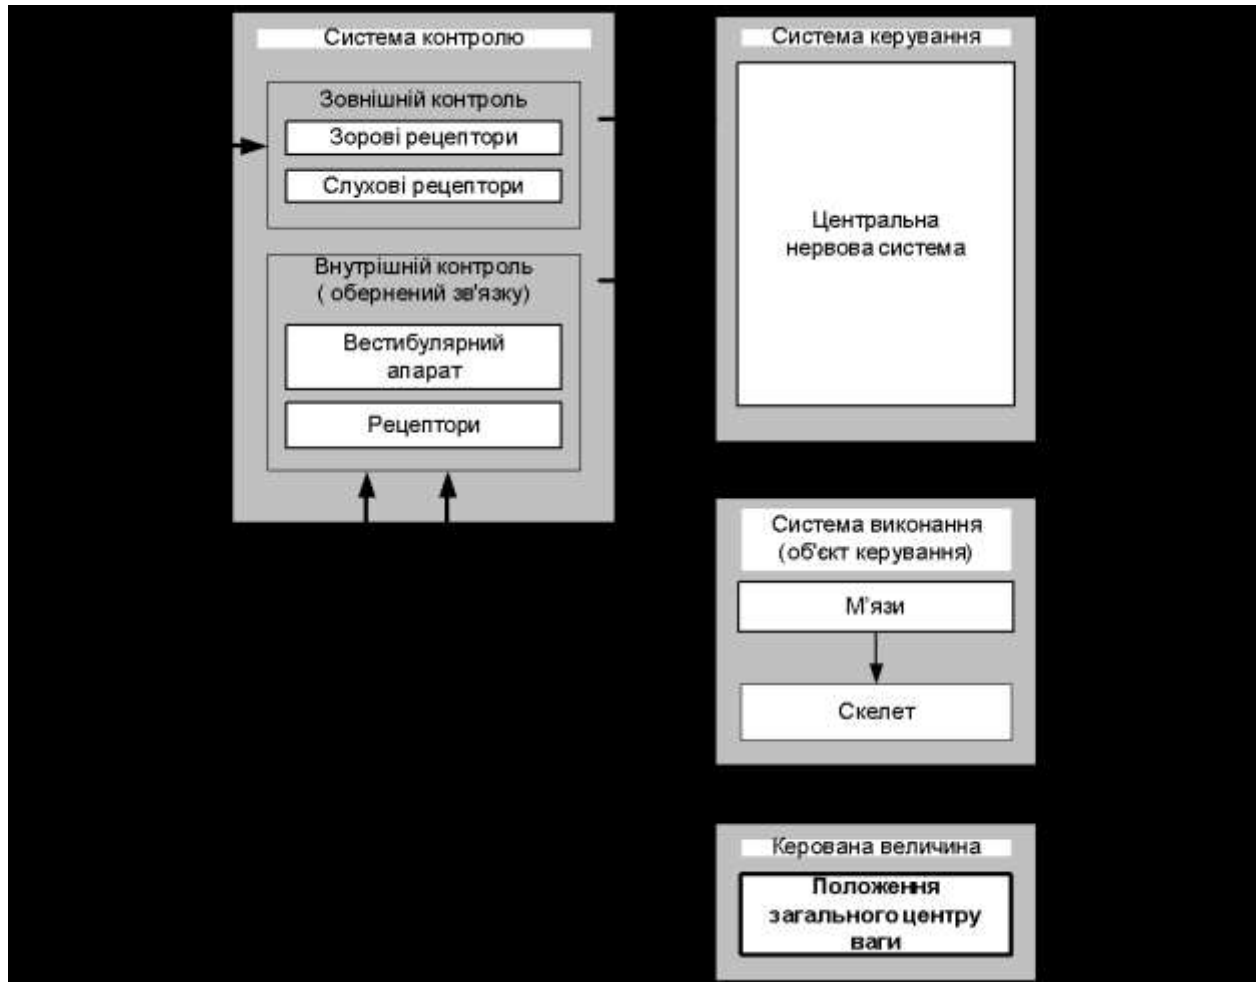 Система контролю
Зовнішній контроль
Зорові рецептори
Слухові рецептори
Внутрішній контроль
( обернений зв'язку)
Вестибулярний
апарат
Рецептори
Система керування
Центральна
нервова система
Система виконання
(об'єкт керування)
М'язи
Скелет
Керована величина
Положення
загального центру
ваги